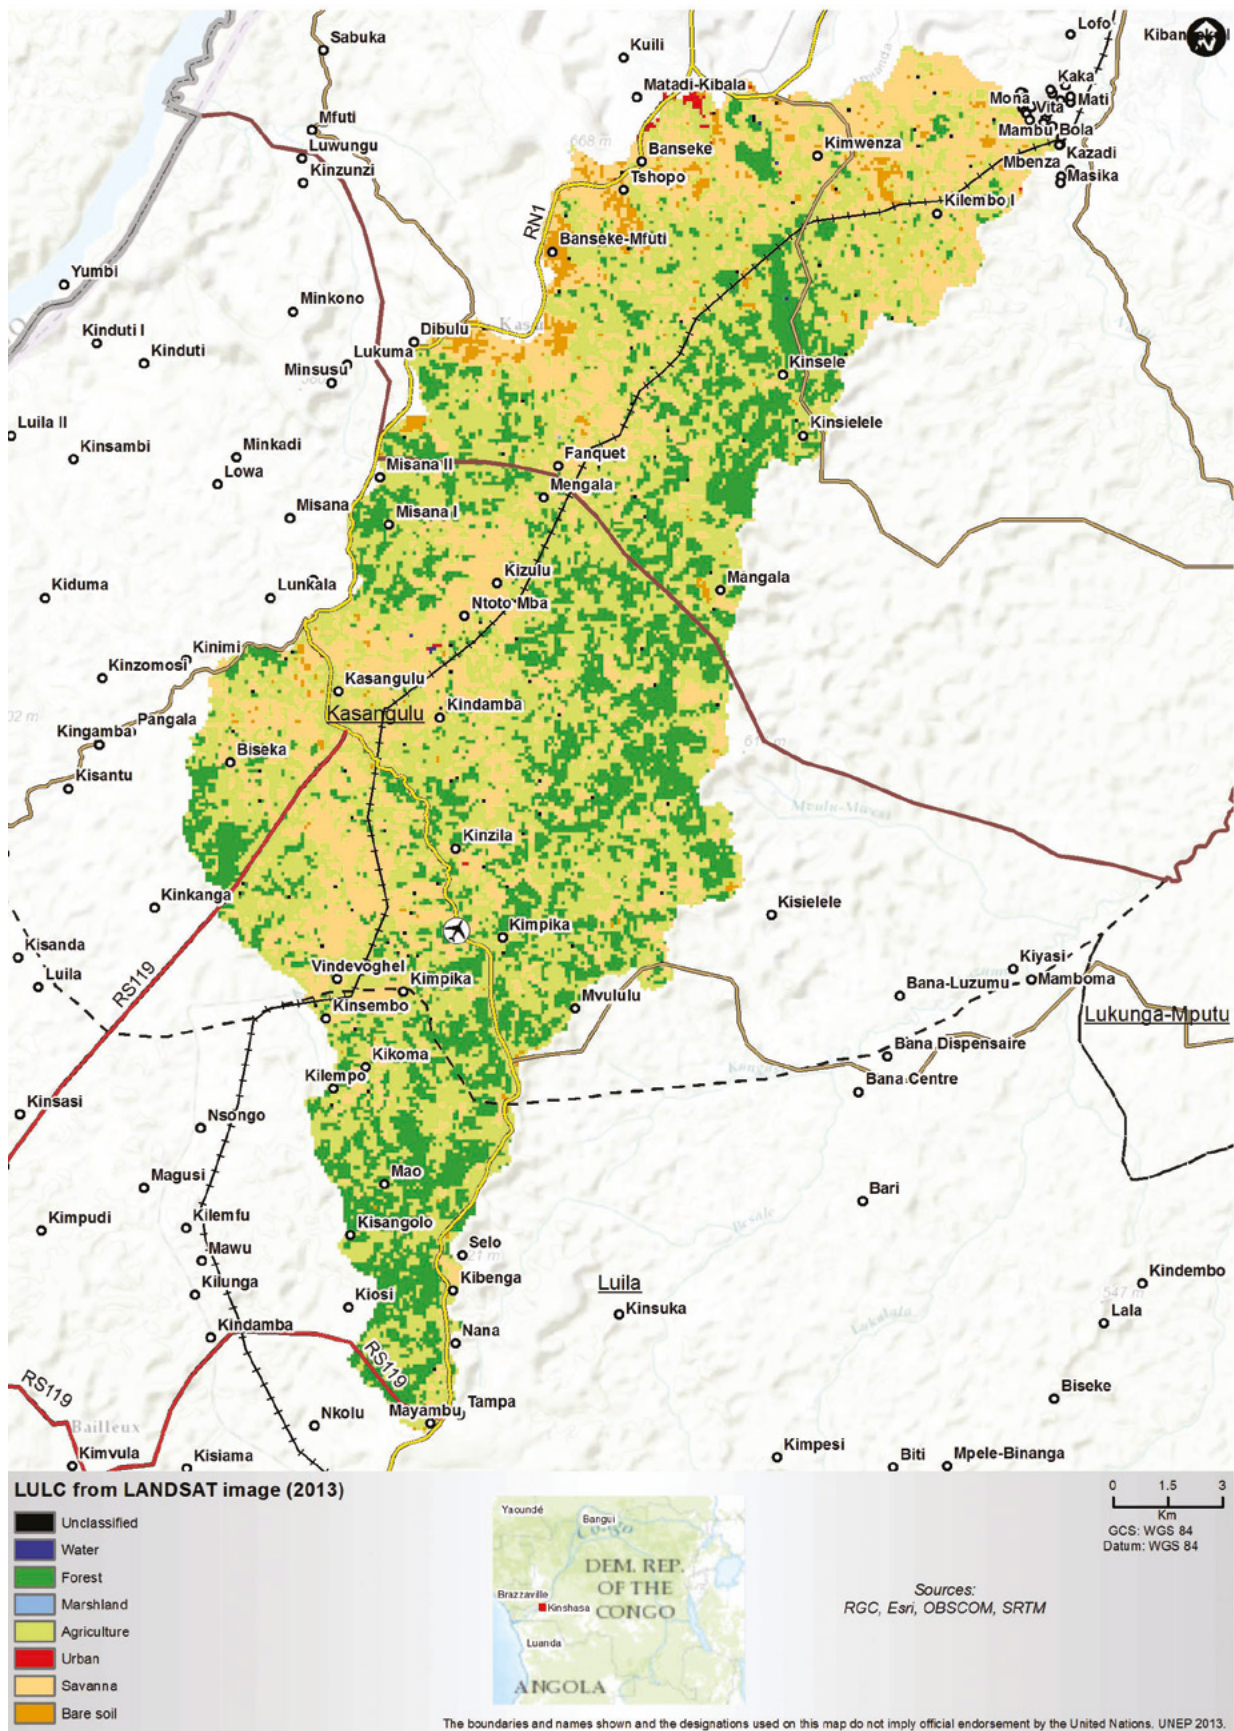 Lofo
Sabuka
Kuili
Kaka
Matadi-Kibala
Mona
Mati
Vita
Mfuti
Mambu
Bola
Luwungu
Banseke
Kimwenza
Kazadi
Mbenza
Kinzunzi
Tshopo
Masika
668 m
RN1
Kilembo I
Banseke-Mfuti
Yumbi
Minkono
Kinduti I
Dibulu
Kinduti
Lukuma
Minsusu
Kinsele
Luila II
Kinsielele
Kinsambi
Minkadi
Lowa
Misana II
Fanquet
Mengala
Misana
Misana I
Kiduma
Lunkala
Kizulu
Mangala
Ntoto Mba
Kinimi
Kinzomosi
Kasangulu
Kasangulu
Kindamba
Pangala
Kingamba
Biseka
Kisantu
Mvulu-Massi
Kinzila
Kinkanga
Kisielele
Kimpika
Kisanda
Luila
RS119
Vindevoghel
Kimpika
Kiyasi
Mamboma
Bana-Luzumu
Kinsembo
Mvululu
Lukunga-Mputu
Kikoma
Bana Dispensaire
Kilempo
Bana Centre
Kinsasi
Nsongo
Mao
Magusi
Bari
Kimpudi
Kilemfu
Kisangolo
Besale
Mawu
Selo
Kilunga
Kibenga
Luila
Kindembo
Kiosi
Kinsuka
547 m
Lala
Lukalala
Kindamba
Nana
RS119
RS119
Biseke
Tampa
Mayambu
Nkolu
Bailleux
Kimvula
Kisiama
Kimpesi
Biti
Mpele-Binanga
LULC from LANDSAT image (2013)
Unclassified
Water
Forest
Marshland
Agriculture
Urban
Savanna
Bare soil
Yaoundé
Bangui
Congo
DEM. REP.
OF THE
CONGO
Brazzaville
Kinshasa
Luanda
ANGOLA
Sources:
RGC, Esri, OBSCOM, SRTM
0 1.5 3
Km
GCS: WGS 84
Datum: WGS 84
The boundaries and names shown and the designations used on this map do not imply official endorsement by the United Nations. UNEP 2013.